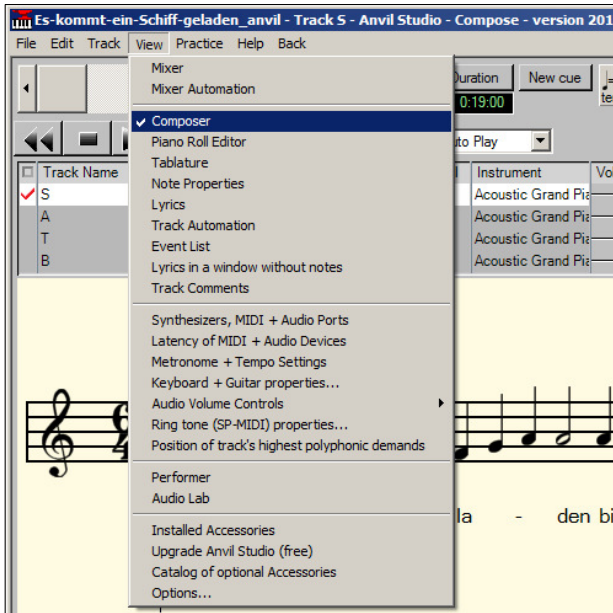 Es-kommt-ein-Schiff-geladen_anvil - Track S - Anvil Studio - Compose - version 201
File Edit Track View Practice Help Back
Mixer
Mixer Automation
Duration New cue
0:19:00
Composer
Piano Roll Editor
Play
Tablature
Track Name Instrument
Note Properties
S Acoustic Grand
Lyrics
A Acoustic Grand
Track Automation
T Acoustic Grand
Event List
B Acoustic Grand
Lyrics in a window without notes
Track Comments
Synthesizers, MIDI + Audio Ports
Latency of MIDI + Audio Devices
Metronome + Tempo Settings
Keyboard + Guitar properties...
Audio Volume Controls
Ring tone (SP-MIDI) properties...
Position of track's highest polyphonic demands
Performer
Audio Lab
la - den bi
Installed Accessories
Upgrade Anvil Studio (free)
Catalog of optional Accessories
Options...